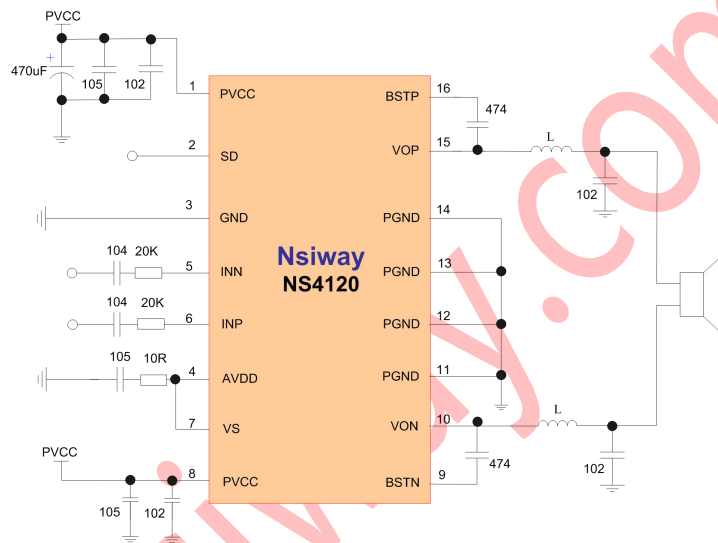 PVCC
+
470uF
105
102
1
PVCC
BSTP
16
474
2
SD
VOP
15
L
102
3
GND
PGND
14
104
20K
5
INN
Nsiway
NS4120
PGND
13
104
20K
6
INP
PGND
12
105
10R
4
AVDD
PGND
11
7
VS
VON
10
L
PVCC
8
PVCC
BSTN
9
474
102
105
102